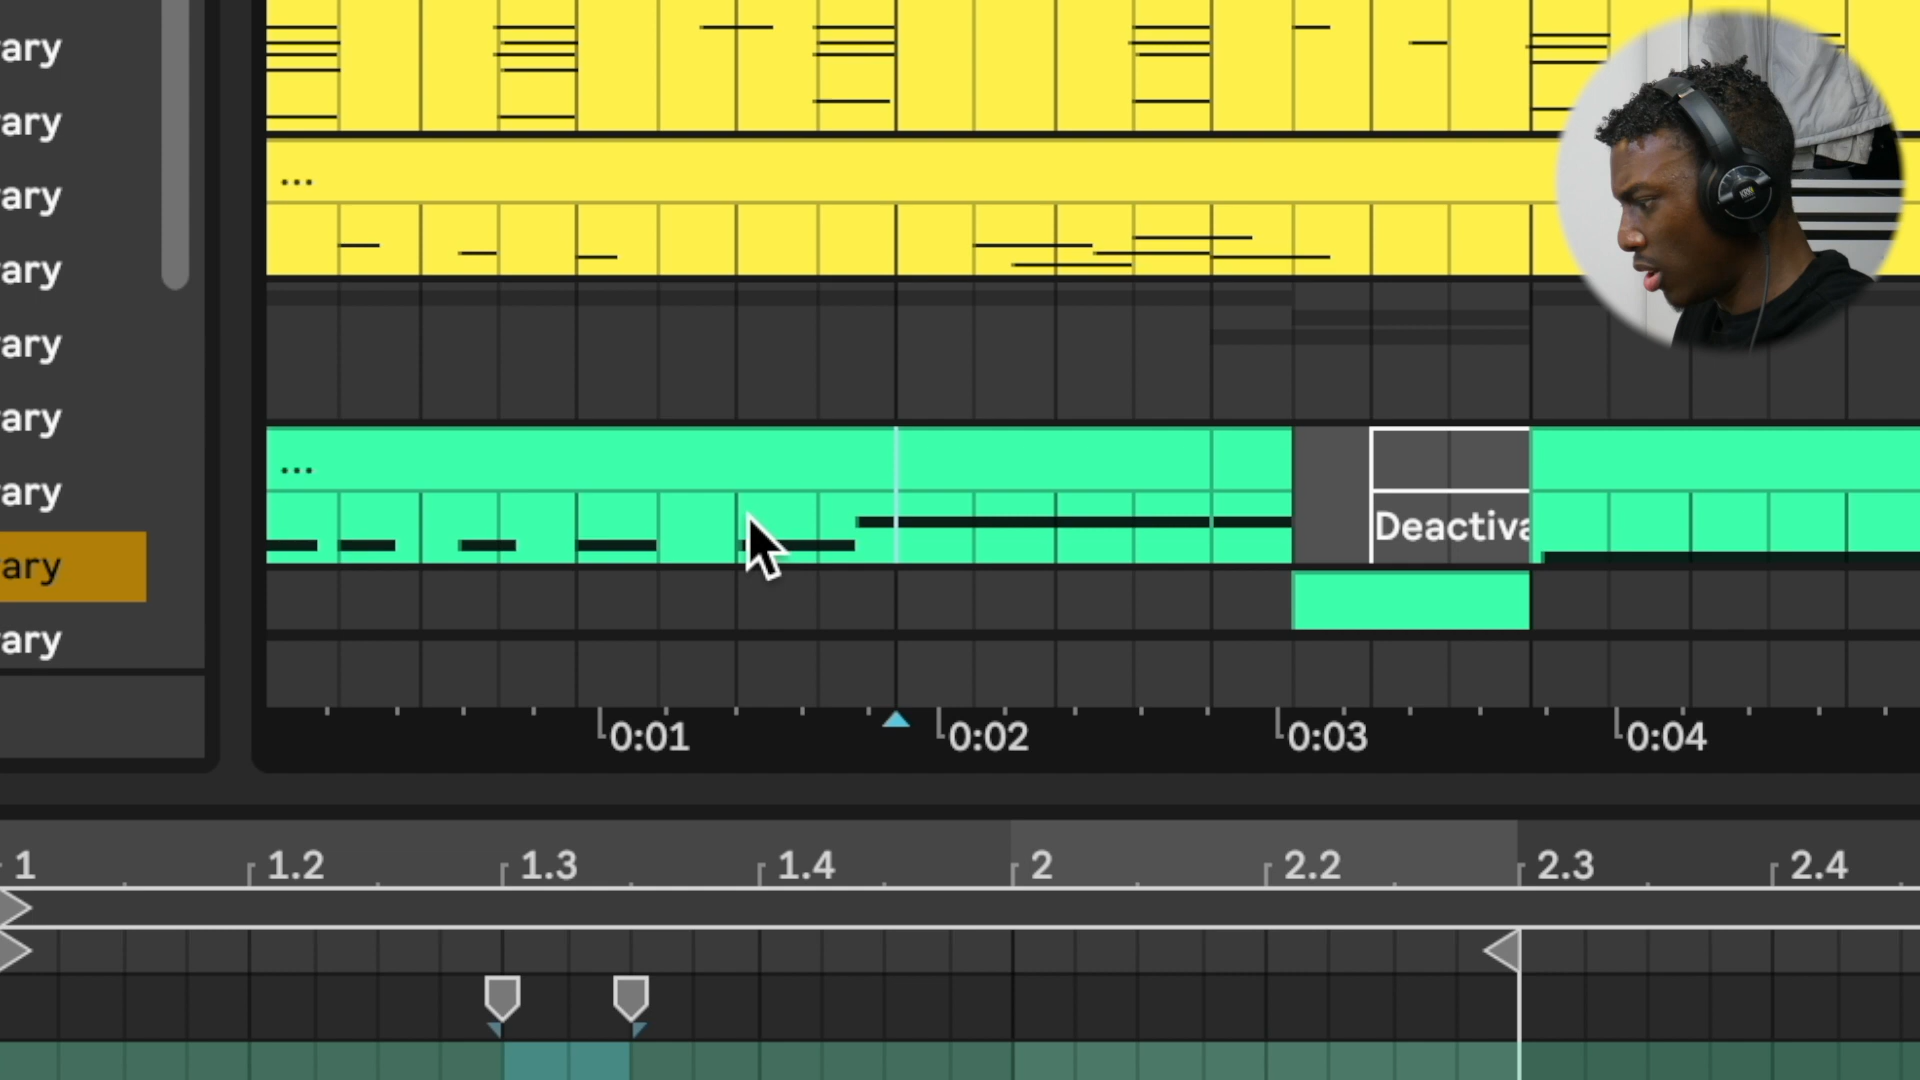 ary
ary
ary
ary
ary
ary
ary
ary
ary
...
...
Deactiva
0:01
0:02
0:03
0:04
1
1.2
1.3
1.4
2
2.2
2.3
2.4